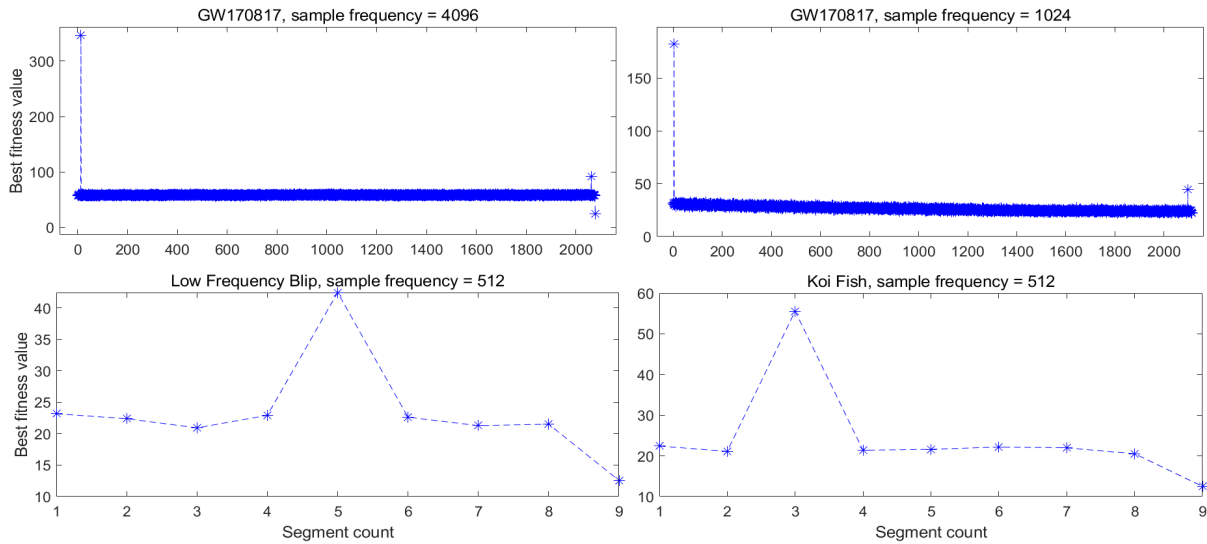 GW170817, sample frequency = 4096
Best fitness value
300
200
100
0
0 200 400 600 800 1000 1200 1400 1600 1800 2000
GW170817, sample frequency = 1024
150
100
50
0
0 200 400 600 800 1000 1200 1400 1600 1800 2000
Low Frequency Blip, sample frequency = 512
Best fitness value
40
35
30
25
20
15
10
1 2 3 4 5 6 7 8 9
Segment count
Koi Fish, sample frequency = 512
60
50
40
30
20
10
1 2 3 4 5 6 7 8 9
Segment count